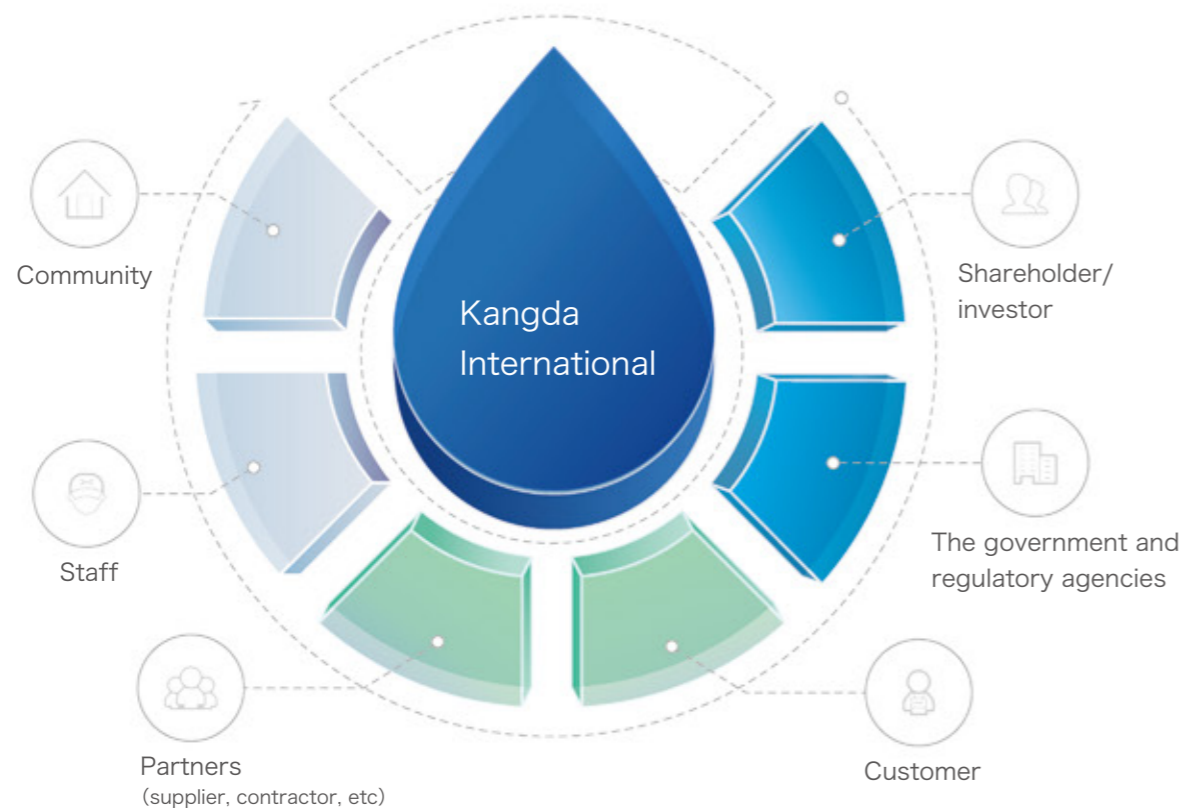 Kangda
International
Shareholder/
investor
The government and
regulatory agencies
Customer
Partners
(supplier, contractor, etc)
Staff
Community